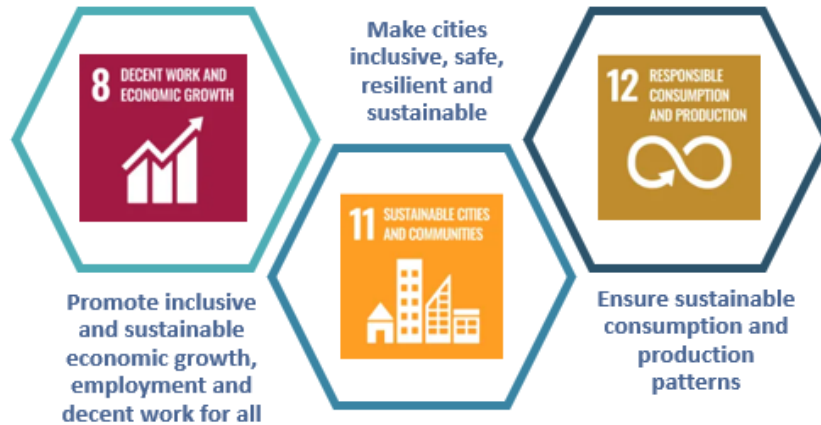 8 DECENT WORK AND
ECONOMIC GROWTH
Promote inclusive
and sustainable
economic growth,
employment and
decent work for all
Make cities
inclusive, safe,
resilient and
sustainable
11 SUSTAINABLE CITIES
AND COMMUNITIES
12 RESPONSIBLE
CONSUMPTION
AND PRODUCTION
Ensure sustainable
consumption and
production
patterns